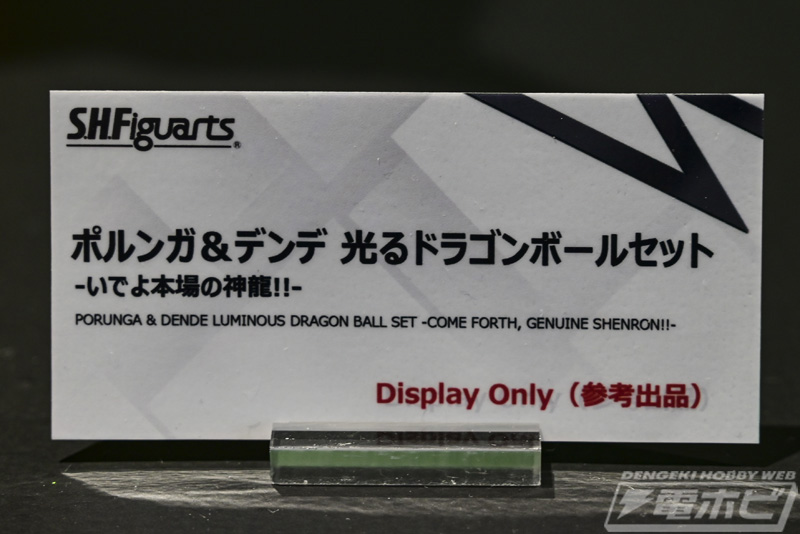 S.H.Figuarts®
ポルンガ&デンデ 光るドラゴンボールセット
-いでよ本場の神龍!!-
PORUNGA & DENDE LUMINOUS DRAGON BALL SET -COME FORTH, GENUINE SHENRON!!-
Display Only（参考出品）
DENGEKI HOBBY WEB
電ホビ